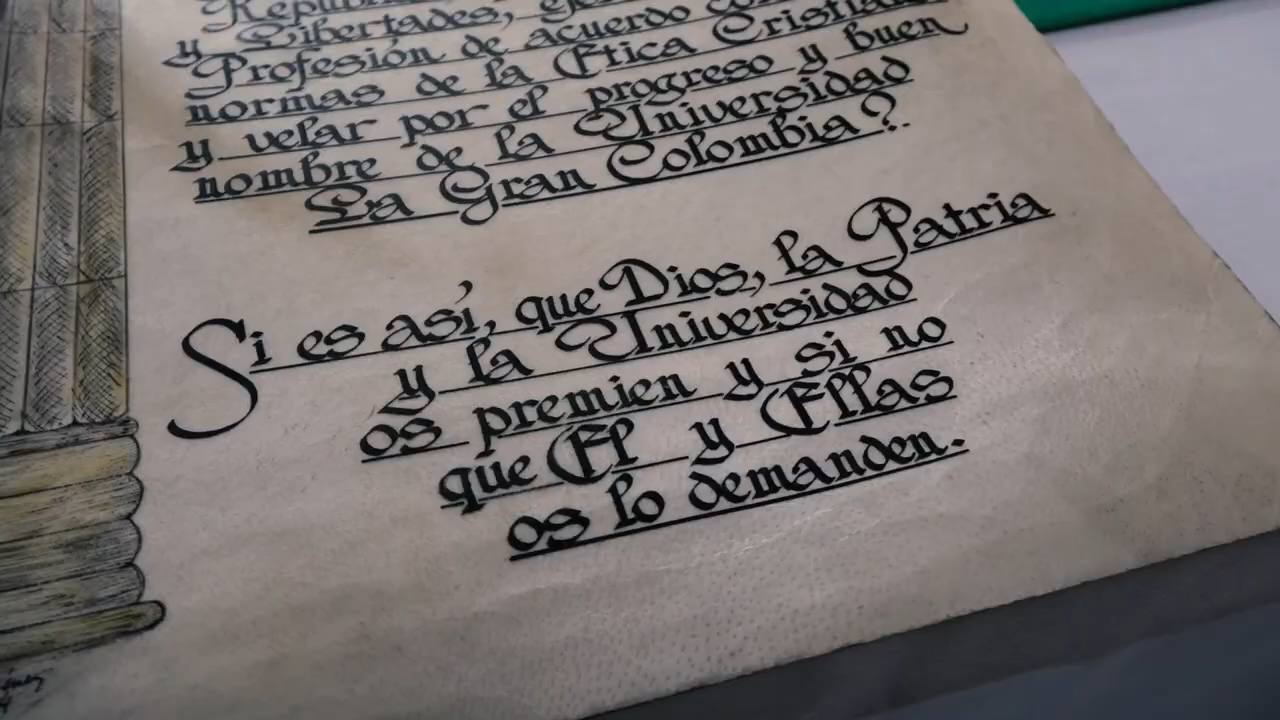 y Libertades,
Profesión de acuerdo
normas de la Etica Cristiana
y velar por el progreso y buen
nombre de la Universidad
La Gran Colombia?
Si es así, que Dios, la Patria
y la Universidad
os premien y si no
que El y Ellas
os lo demanden.